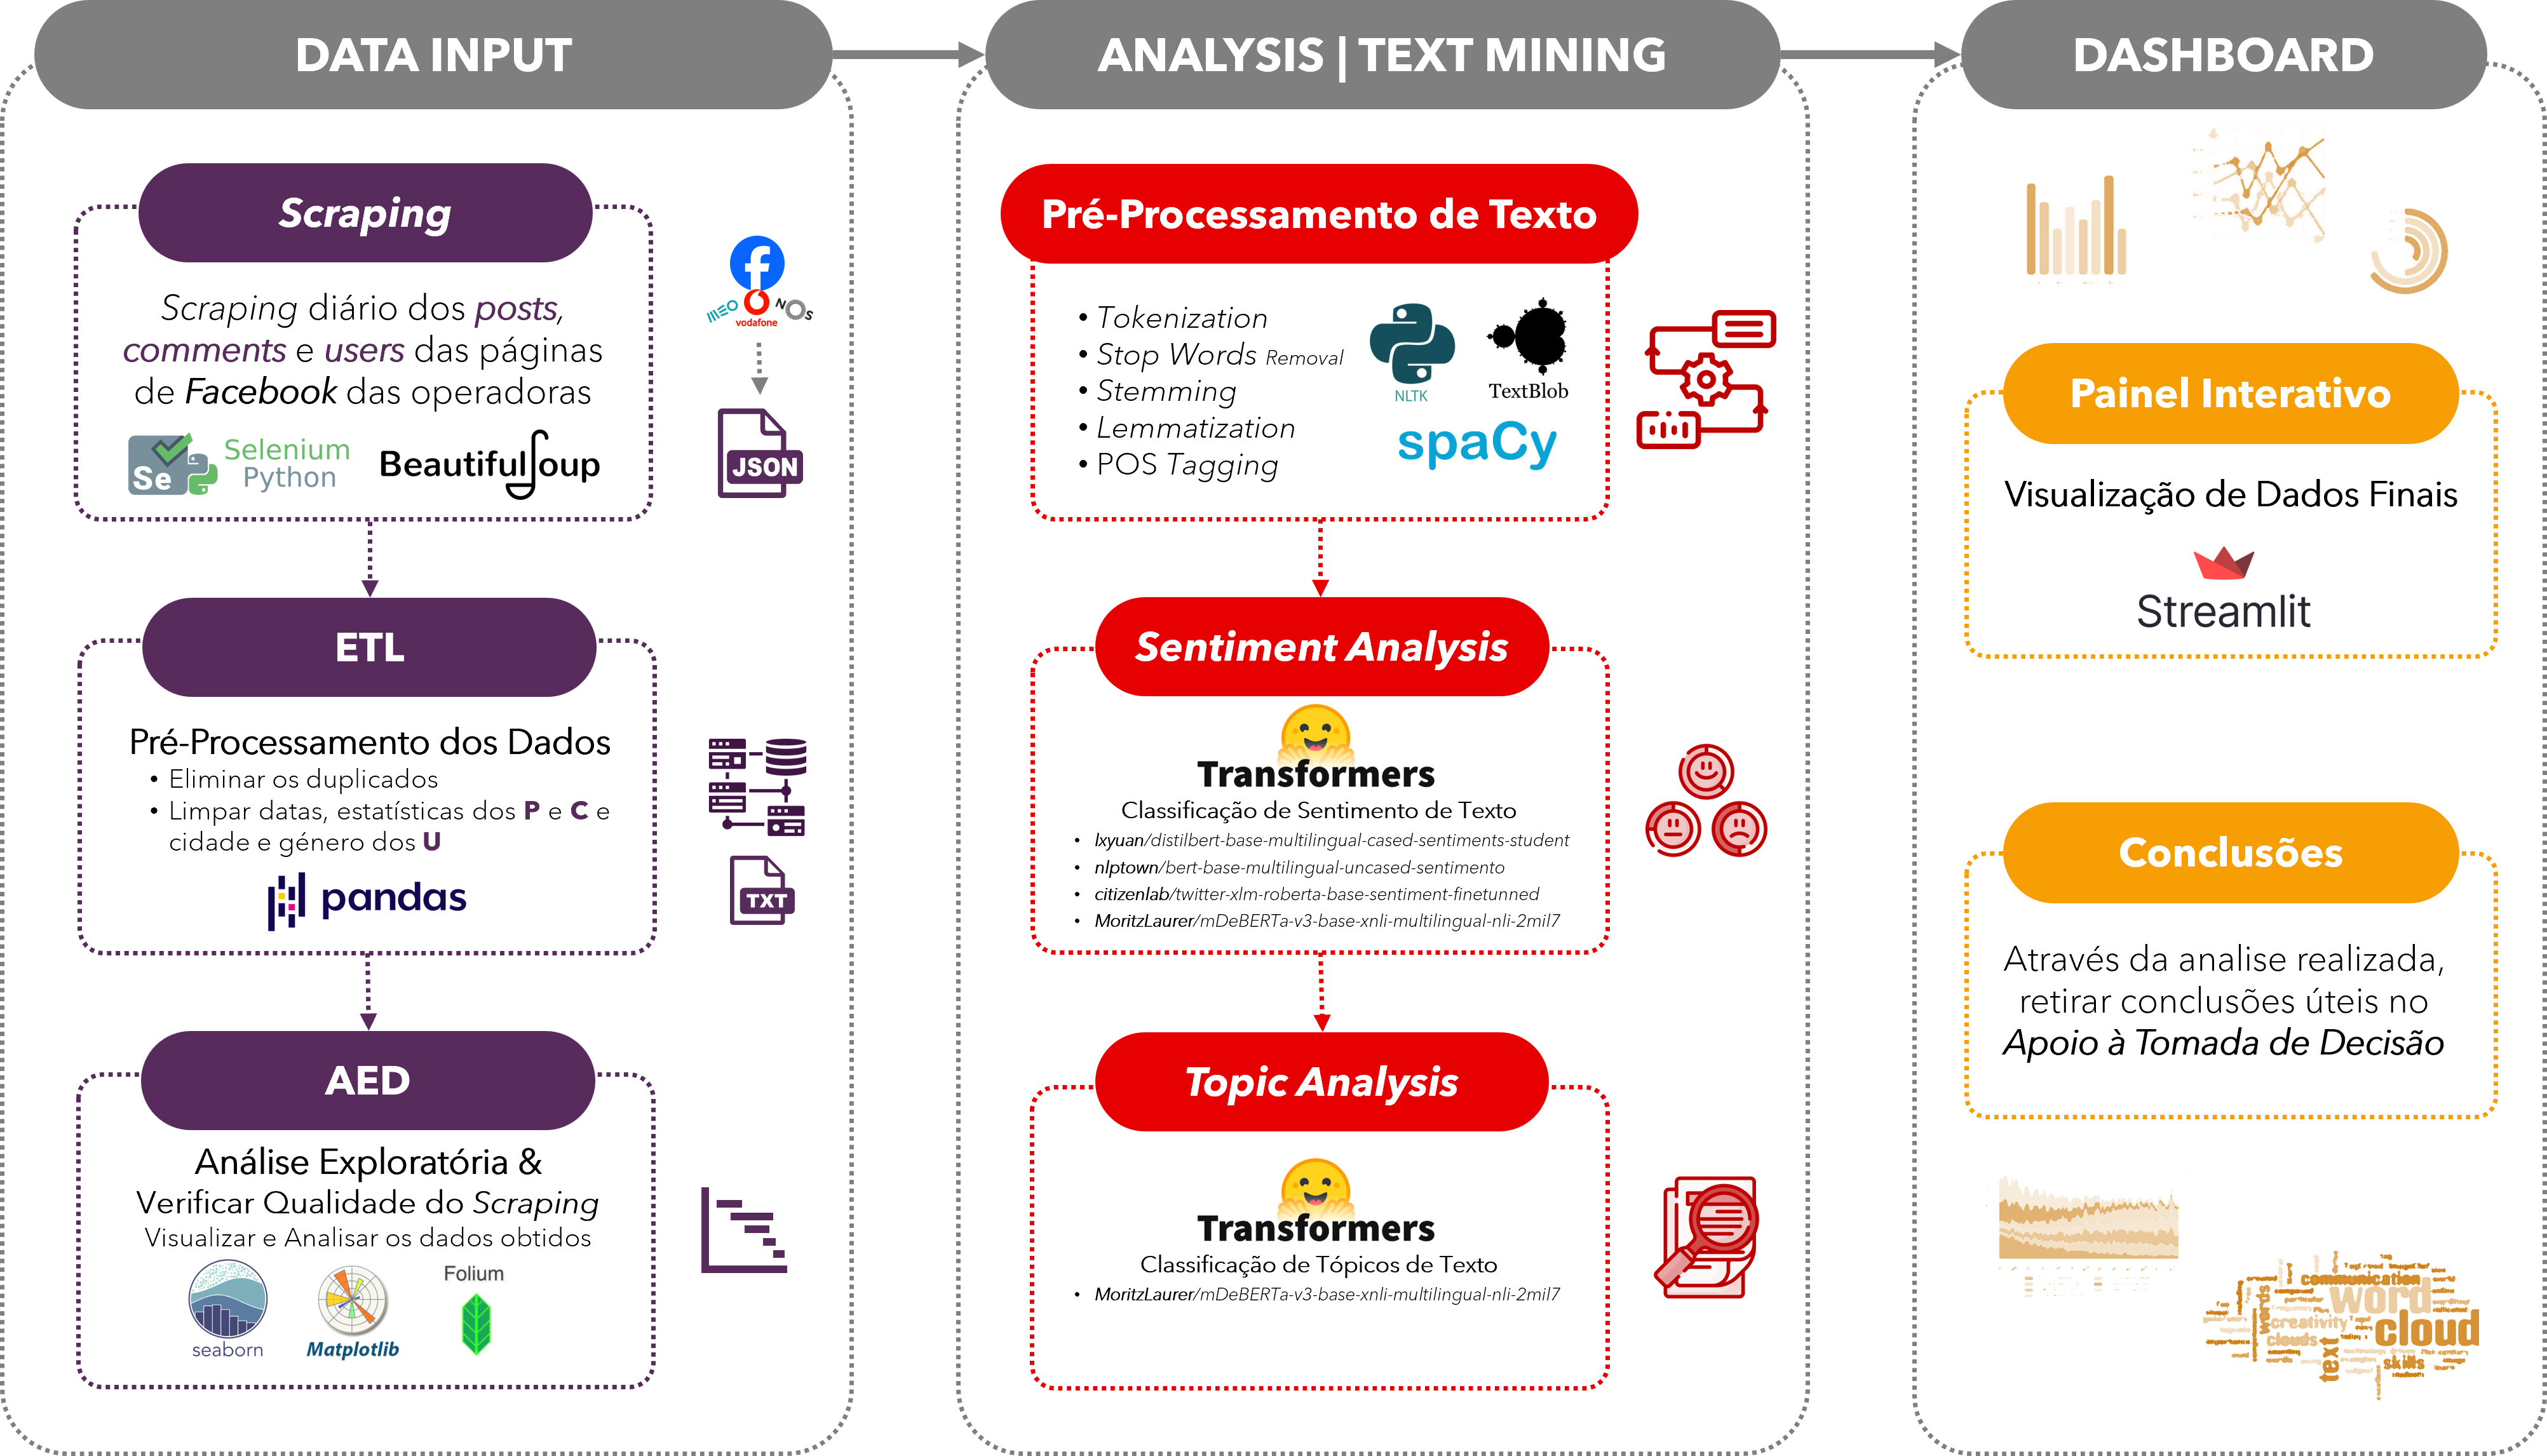 DATA INPUT
Scraping
Scraping diário dos posts,
comments e users das páginas
de Facebook das operadoras
Se
Selenium
Python
BeautifulSoup
MEO
vodafone
NOS
JSON
ETL
Pré-Processamento dos Dados
• Eliminar os duplicados
• Limpar datas, estatísticas dos P e C e
cidade e género dos U
pandas
TXT
AED
Análise Exploratória &
Verificar Qualidade do Scraping
Visualizar e Analisar os dados obtidos
seaborn
Matplotlib
Folium
ANALYSIS | TEXT MINING
Pré-Processamento de Texto
• Tokenization
• Stop Words Removal
• Stemming
• Lemmatization
• POS Tagging
NLTK
TextBlob
spaCy
Sentiment Analysis
Transformers
Classificação de Sentimento de Texto
• lxyuan/distilbert-base-multilingual-cased-sentiments-student
• nlptown/bert-base-multilingual-uncased-sentimento
• citizenlab/twitter-xlm-roberta-base-sentiment-finetunned
• MoritzLaurer/mDeBERTa-v3-base-xnli-multilingual-nli-2mil7
Topic Analysis
Transformers
Classificação de Tópicos de Texto
• MoritzLaurer/mDeBERTa-v3-base-xnli-multilingual-nli-2mil7
DASHBOARD
Painel Interativo
Visualização de Dados Finais
Streamlit
Conclusões
Através da analise realizada,
retirar conclusões úteis no
Apoio à Tomada de Decisão
communication
word
words
creativity
clouds
cloud
text
skills